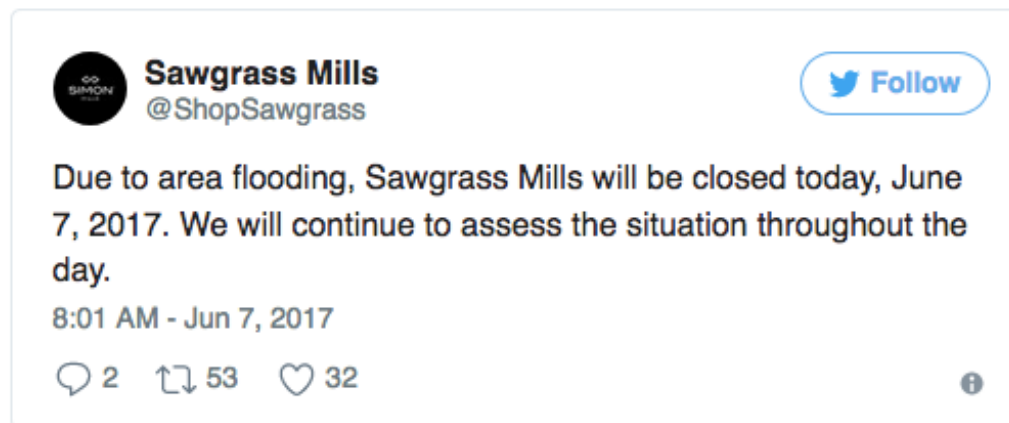 SIMON
Sawgrass Mills
@ShopSawgrass
Follow
Due to area flooding, Sawgrass Mills will be closed today, June
7, 2017. We will continue to assess the situation throughout the
day.
8:01 AM - Jun 7, 2017
2 53 32